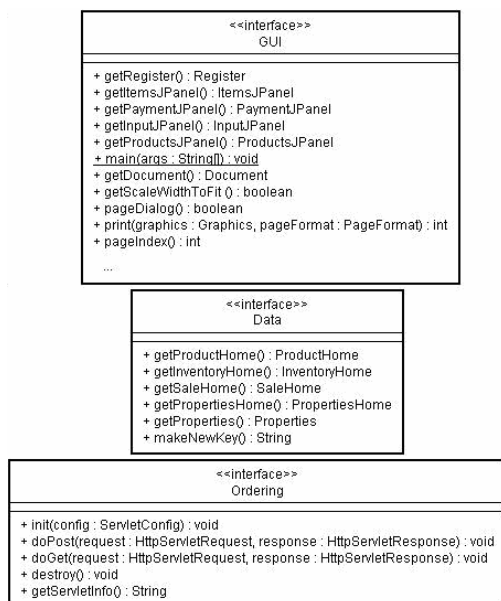 <<interface>>
GUI
+ getRegister() : Register
+ getItemsJPanel() : ItemsJPanel
+ getPaymentJPanel() : PaymentJPanel
+ getInputJPanel() : InputJPanel
+ getProductsJPanel() : ProductsJPanel
+ main(args : String[]) : void
+ getDocument() : Document
+ getScaleWidthToFit () : boolean
+ pageDialog() : boolean
+ print(graphics : Graphics, pageFormat : PageFormat) : int
+ pageIndex() : int
...
<<interface>>
Data
+ getProductHome() : ProductHome
+ getInventoryHome() : InventoryHome
+ getSaleHome() : SaleHome
+ getPropertiesHome() : PropertiesHome
+ getProperties() : Properties
+ makeNewKey() : String
<<interface>>
Ordering
+ init(config : ServletConfig) : void
+ doPost(request : HttpServletRequest, response : HttpServletResponse) : void
+ doGet(request : HttpServletRequest, response : HttpServletResponse) : void
+ destroy() : void
+ getServletInfo() : String